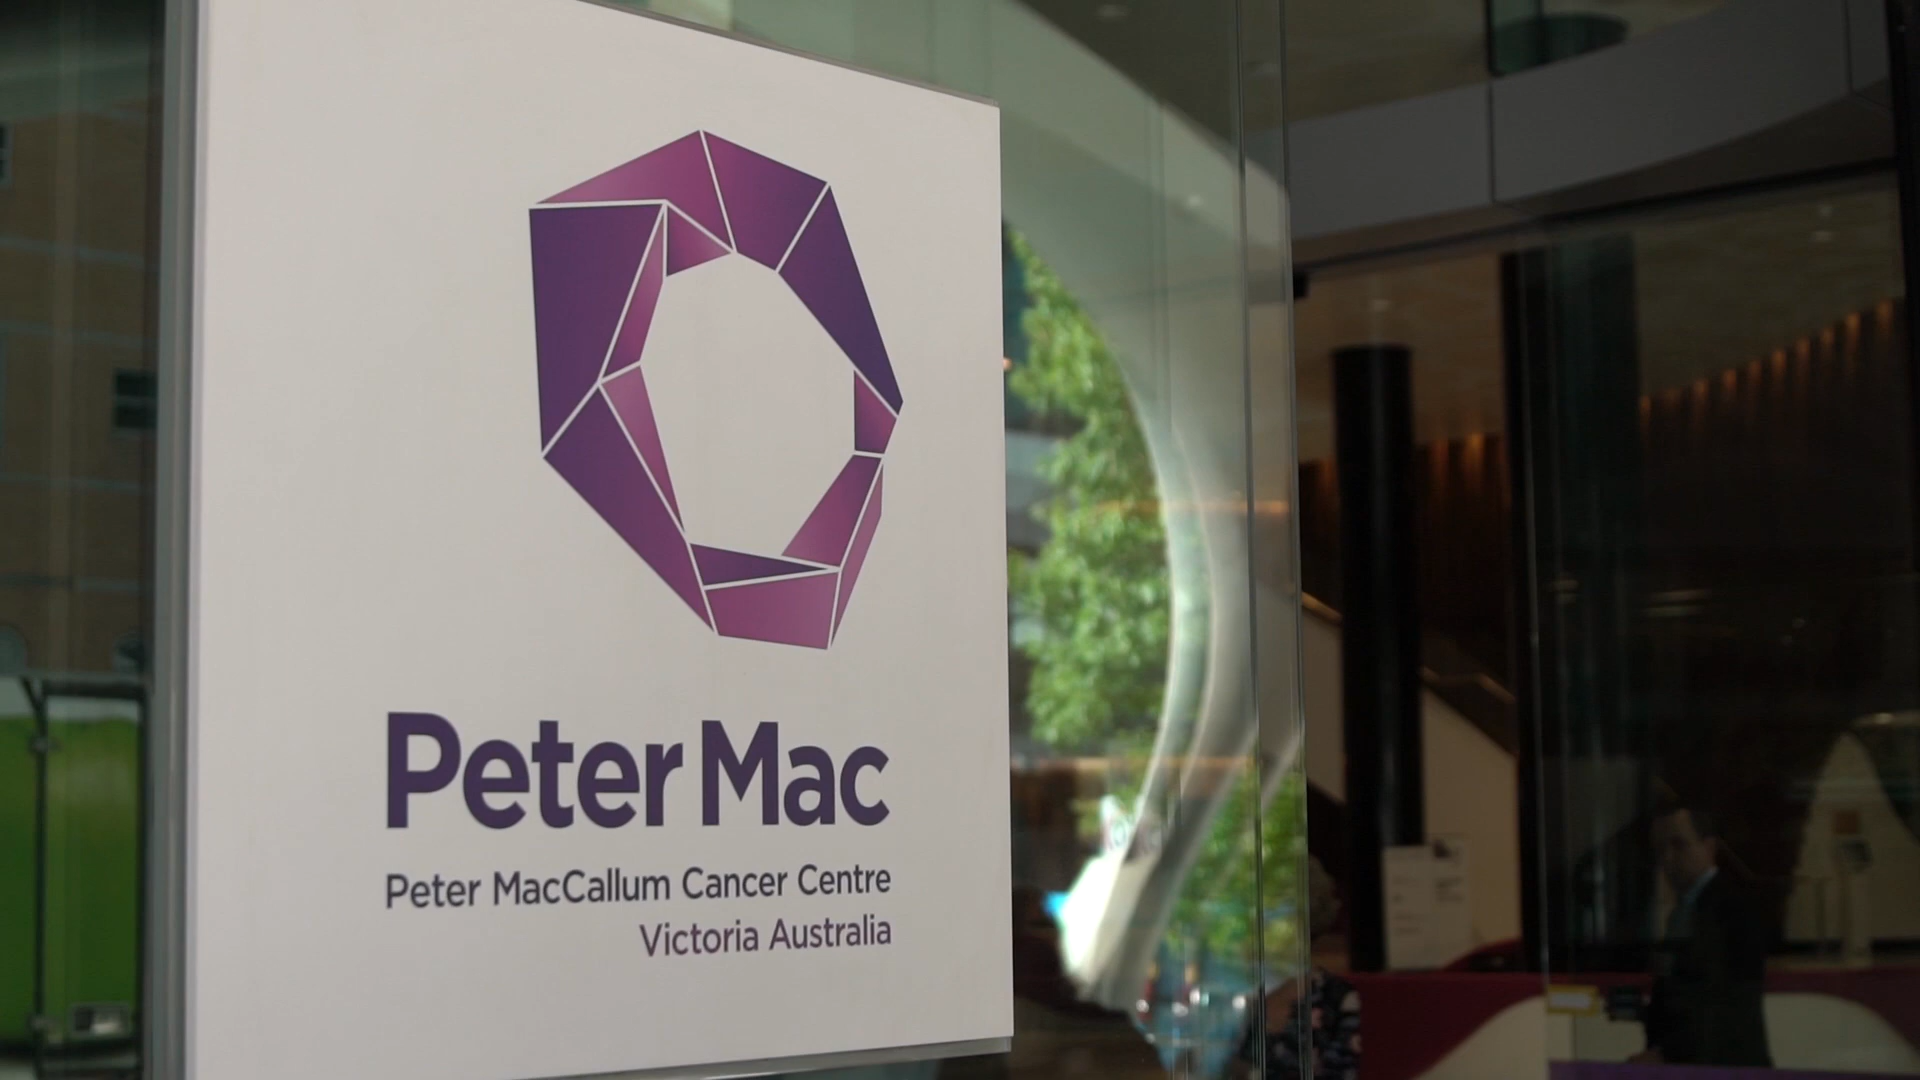 Peter Mac
Peter MacCallum Cancer Centre
Victoria Australia